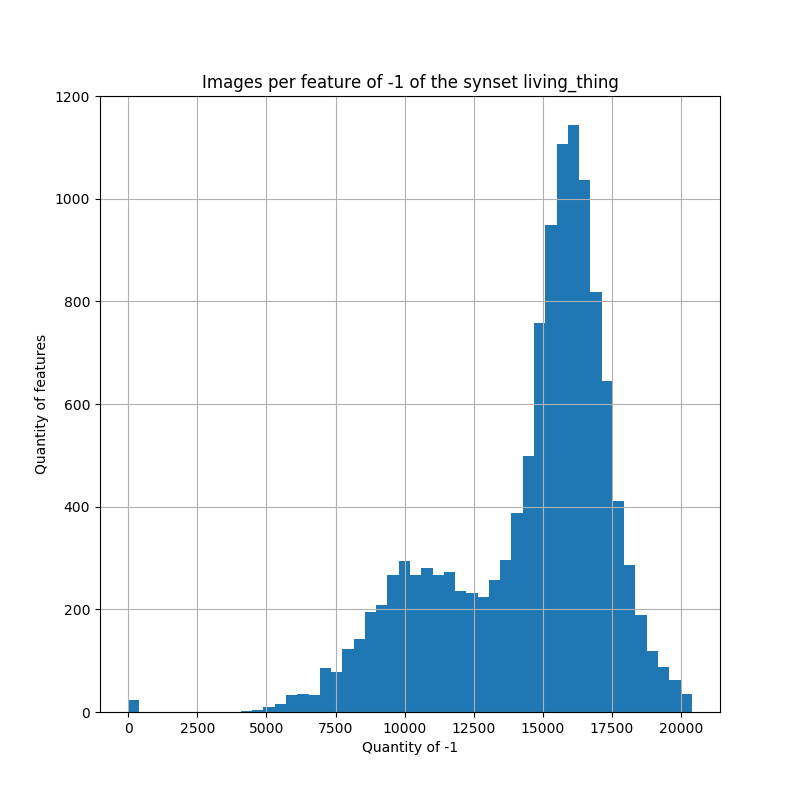 Images per feature of -1 of the synset living_thing
1200
1000
800
600
400
200
0
Quantity of features
0 2500 5000 7500 10000 12500 15000 17500 20000
Quantity of -1